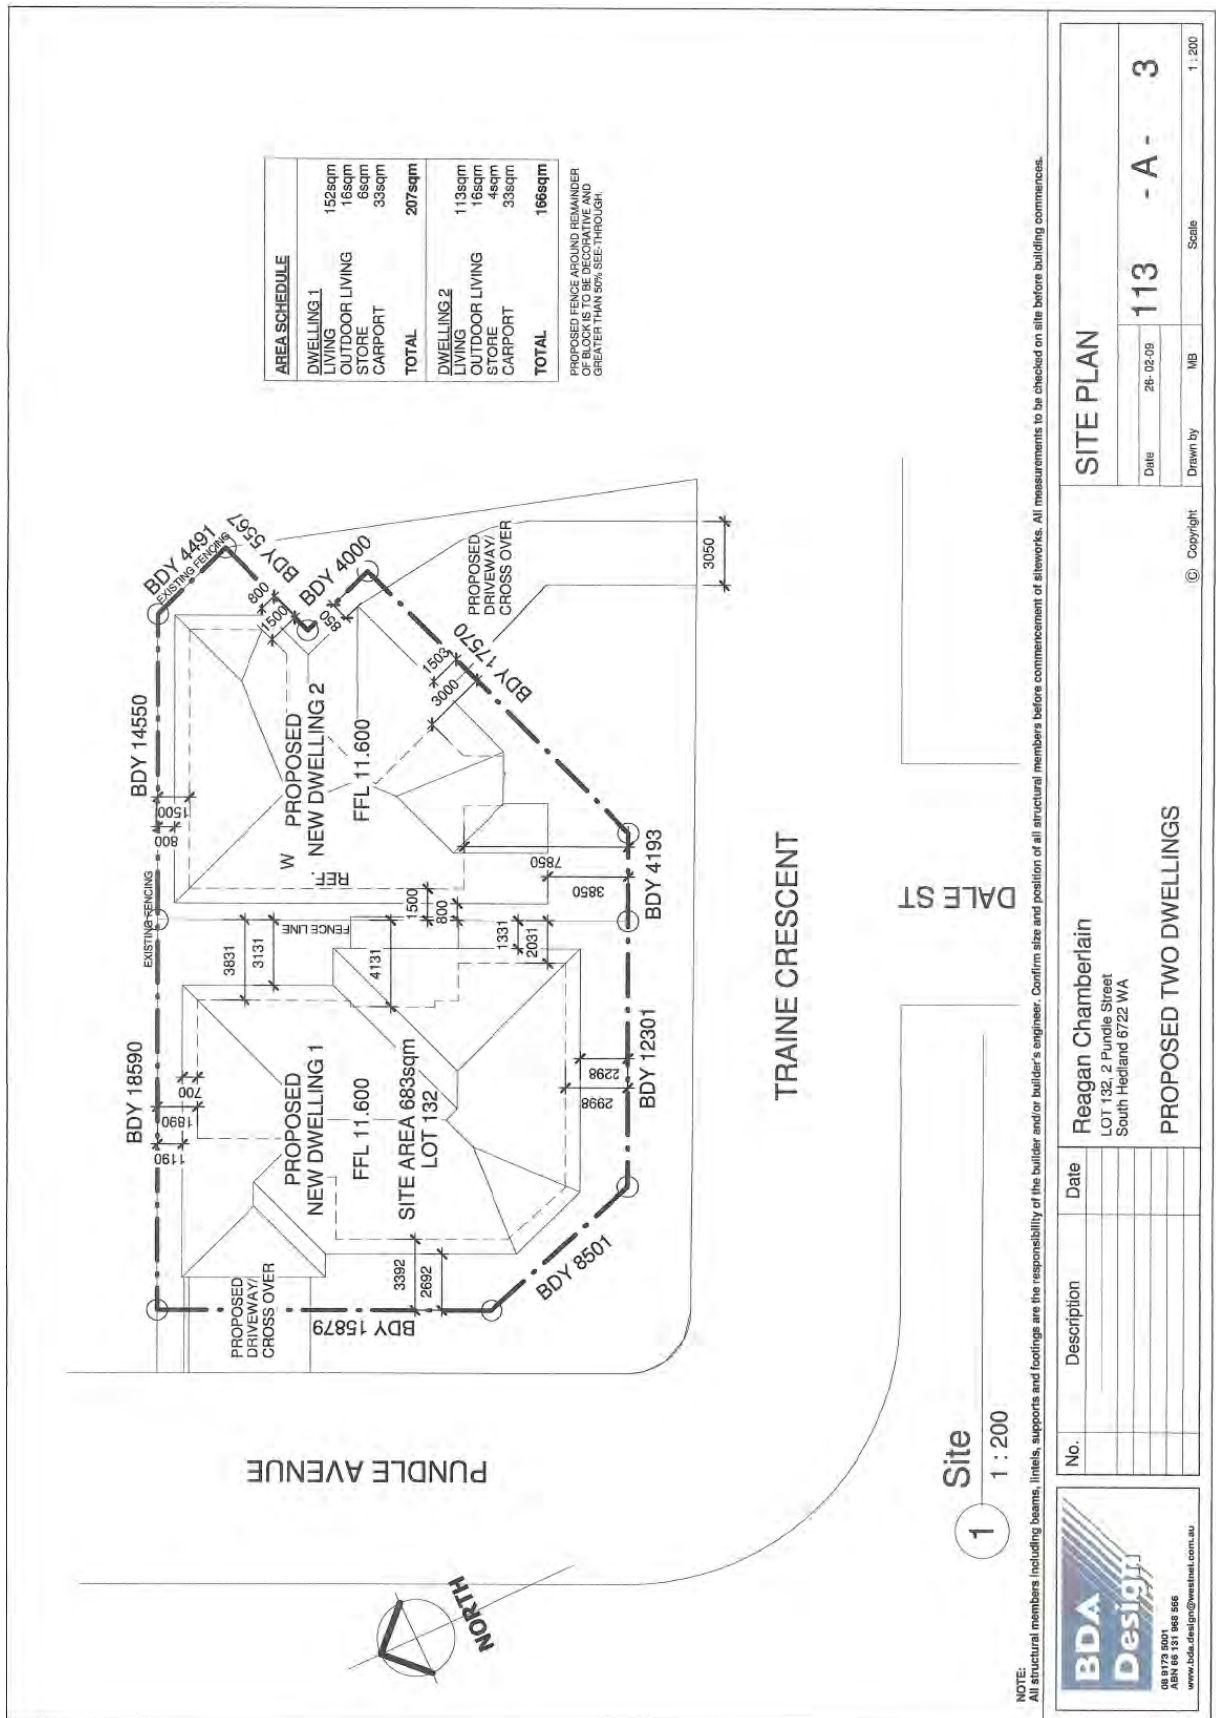 AREA SCHEDULE
DWELLING 1
LIVING 152sqm
OUTDOOR LIVING 16sqm
STORE 6sqm
CARPORT 33sqm
TOTAL 207sqm
DWELLING 2
LIVING 113sqm
OUTDOOR LIVING 16sqm
STORE 4sqm
CARPORT 33sqm
TOTAL 166sqm
PROPOSED FENCE AROUND REMAINDER
OF BLOCK IS TO BE DECORATIVE AND
GREATER THAN 50% SEE-THROUGH.
BDY 18590
EXISTING FENCING
BDY 14550
BDY 4491
EXISTING FENCING
BDY 5567
BDY 4000
BDY 17570
BDY 4193
BDY 12301
BDY 8501
BDY 15879
1190
1890
700
3831
3131
FENCE LINE
4131
1500
800
1331
2031
2298
2998
3392
2692
800
1500
REF.
W
800
1500
850
1503
3000
7850
3850
3050
PROPOSED
NEW DWELLING 1
FFL 11.600
SITE AREA 683sqm
LOT 132
PROPOSED
NEW DWELLING 2
FFL 11.600
PROPOSED
DRIVEWAY/
CROSS OVER
PROPOSED
DRIVEWAY/
CROSS OVER
PUNDLE AVENUE
TRAINE CRESCENT
DALE ST
NORTH
1
Site
1 : 200
NOTE:
All structural members including beams, lintels, supports and footings are the responsibility of the builder and/or builder's engineer. Confirm size and position of all structural members before commencement of siteworks. All measurements to be checked on site before building commences.
BDA
Design
08 9173 5001
ABN 66 131 968 566
www.bda.design@westnet.com.au
No. Description Date
Reagan Chamberlain
LOT 132, 2 Pundle Street
South Hedland 6722 WA
PROPOSED TWO DWELLINGS
© Copyright
SITE PLAN
Date 26-02-09
113 - A - 3
Drawn by MB
Scale 1 : 200